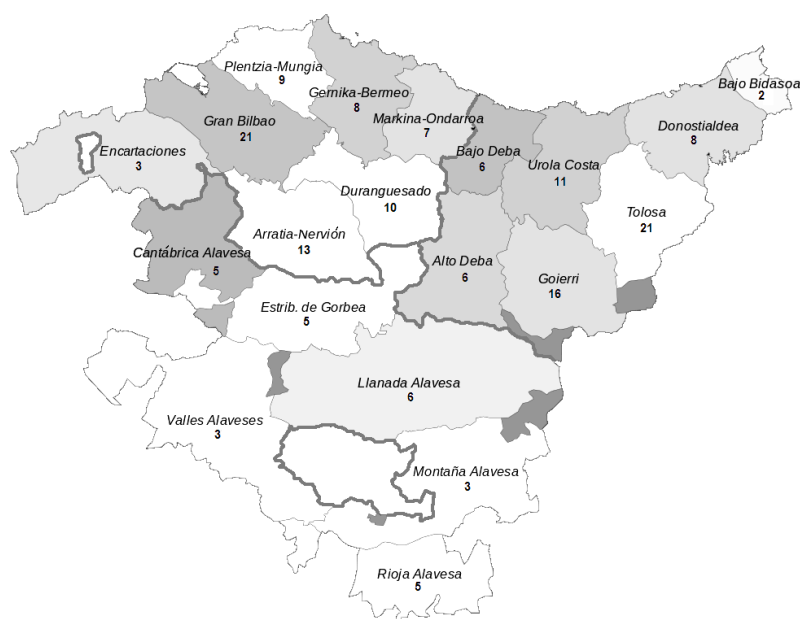 Plentzia-Mungia
9
Bajo Bidasoa
2
Gernika-Bermeo
8
Gran Bilbao
21
Markina-Ondarroa
7
Donostialdea
8
Encartaciones
3
Bajo Deba
6
Urola Costa
11
Duranguesado
10
Tolosa
21
Arratia-Nervión
13
Cantábrica Alavesa
5
Alto Deba
6
Goierri
16
Estrib. de Gorbea
5
Llanada Alavesa
6
Valles Alaveses
3
Montaña Alavesa
3
Rioja Alavesa
5